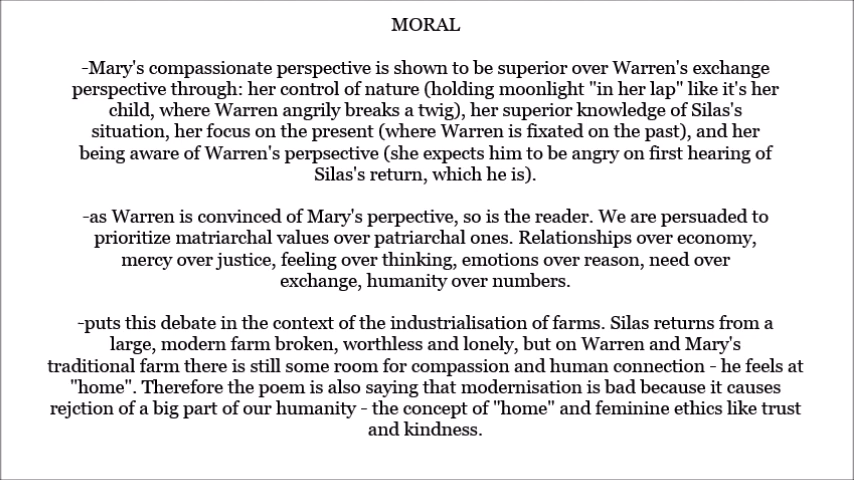 MORAL
-Mary's compassionate perspective is shown to be superior over Warren's exchange
perspective through: her control of nature (holding moonlight "in her lap" like it's her
child, where Warren angrily breaks a twig), her superior knowledge of Silas's
situation, her focus on the present (where Warren is fixated on the past), and her
being aware of Warren's perpsective (she expects him to be angry on first hearing of
Silas's return, which he is).
-as Warren is convinced of Mary's perpective, so is the reader. We are persuaded to
prioritize matriarchal values over patriarchal ones. Relationships over economy,
mercy over justice, feeling over thinking, emotions over reason, need over
exchange, humanity over numbers.
-puts this debate in the context of the industrialisation of farms. Silas returns from a
large, modern farm broken, worthless and lonely, but on Warren and Mary's
traditional farm there is still some room for compassion and human connection - he feels at
"home". Therefore the poem is also saying that modernisation is bad because it causes
rejction of a big part of our humanity - the concept of "home" and feminine ethics like trust
and kindness.